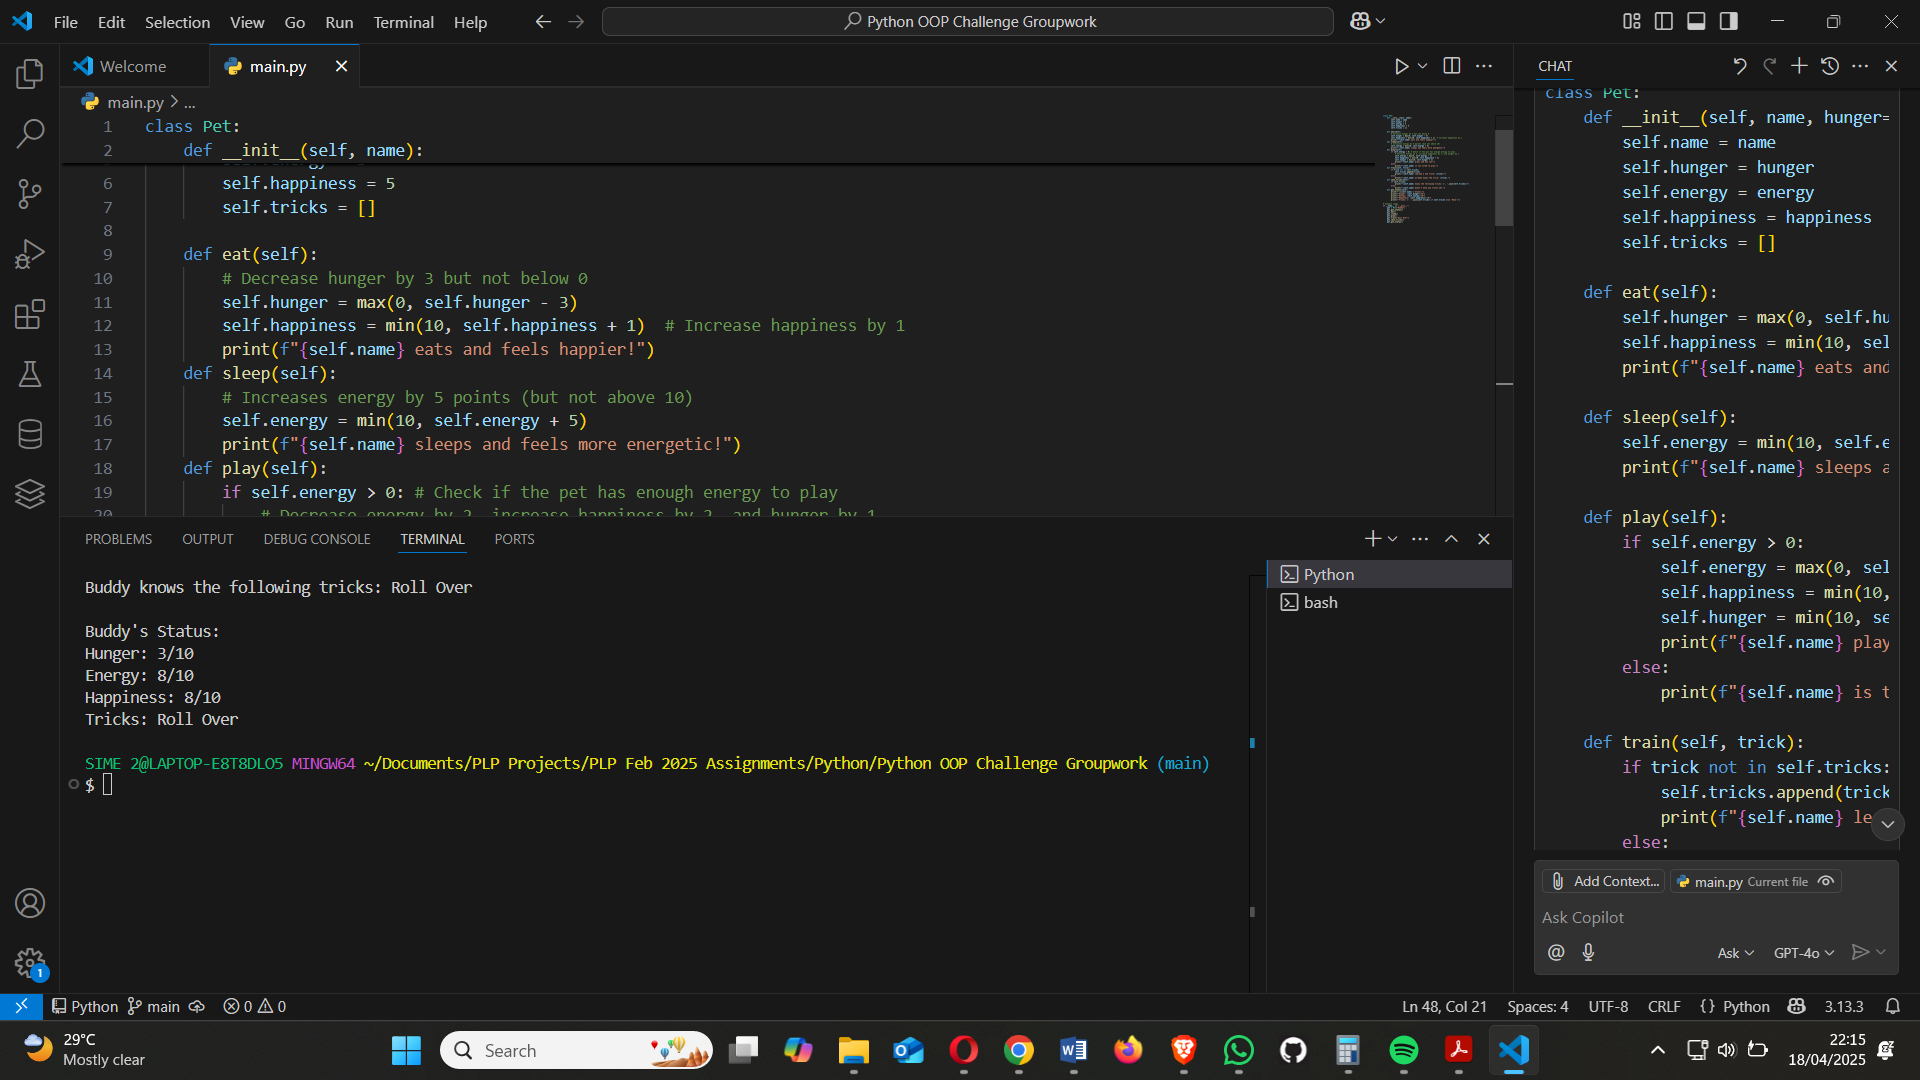 File Edit Selection View Go Run Terminal Help
Python OOP Challenge Groupwork
Welcome
main.py
main.py > ...
1 class Pet:
2 def __init__(self, name):
6 self.happiness = 5
7 self.tricks = []
8
9 def eat(self):
10 # Decrease hunger by 3 but not below 0
11 self.hunger = max(0, self.hunger - 3)
12 self.happiness = min(10, self.happiness + 1)  # Increase happiness by 1
13 print(f"{self.name} eats and feels happier!")
14 def sleep(self):
15 # Increases energy by 5 points (but not above 10)
16 self.energy = min(10, self.energy + 5)
17 print(f"{self.name} sleeps and feels more energetic!")
18 def play(self):
19 if self.energy > 0: # Check if the pet has enough energy to play
20 # Decrease energy by 2, increase happiness by 2, and hunger by 1
PROBLEMS OUTPUT DEBUG CONSOLE TERMINAL PORTS
Buddy knows the following tricks: Roll Over
Buddy's Status:
Hunger: 3/10
Energy: 8/10
Happiness: 8/10
Tricks: Roll Over
SIME 2@LAPTOP-E8T8DLO5 MINGW64 ~/Documents/PLP Projects/PLP Feb 2025 Assignments/Python/Python OOP Challenge Groupwork (main)
$
Python
bash
CHAT
class Pet:
def __init__(self, name, hunger=
self.name = name
self.hunger = hunger
self.energy = energy
self.happiness = happiness
self.tricks = []
def eat(self):
self.hunger = max(0, self.hu
self.happiness = min(10, sel
print(f"{self.name} eats and
def sleep(self):
self.energy = min(10, self.e
print(f"{self.name} sleeps a
def play(self):
if self.energy > 0:
self.energy = max(0, sel
self.happiness = min(10,
self.hunger = min(10, se
print(f"{self.name} play
else:
print(f"{self.name} is t
def train(self, trick):
if trick not in self.tricks:
self.tricks.append(trick
print(f"{self.name} le
else:
Add Context... main.py Current file
Ask Copilot
@ Ask GPT-4o
1
Python main 0 0
Ln 48, Col 21 Spaces: 4 UTF-8 CRLF {} Python 3.13.3
29°C
Mostly clear
Search
22:15
18/04/2025